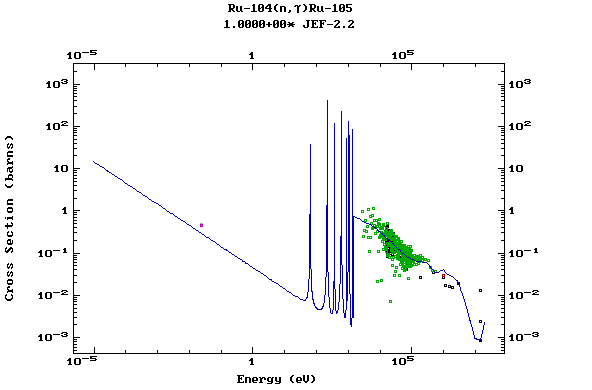 Ru-104(n,γ)Ru-105
1.0000+00* JEF-2.2
10⁻⁵ 1 10⁵
10³ 10³
10² 10²
10 10
1 1
10⁻¹ 10⁻¹
10⁻² 10⁻²
10⁻³ 10⁻³
10⁻⁵ 1 10⁵
Cross Section (barns)
Energy (eV)